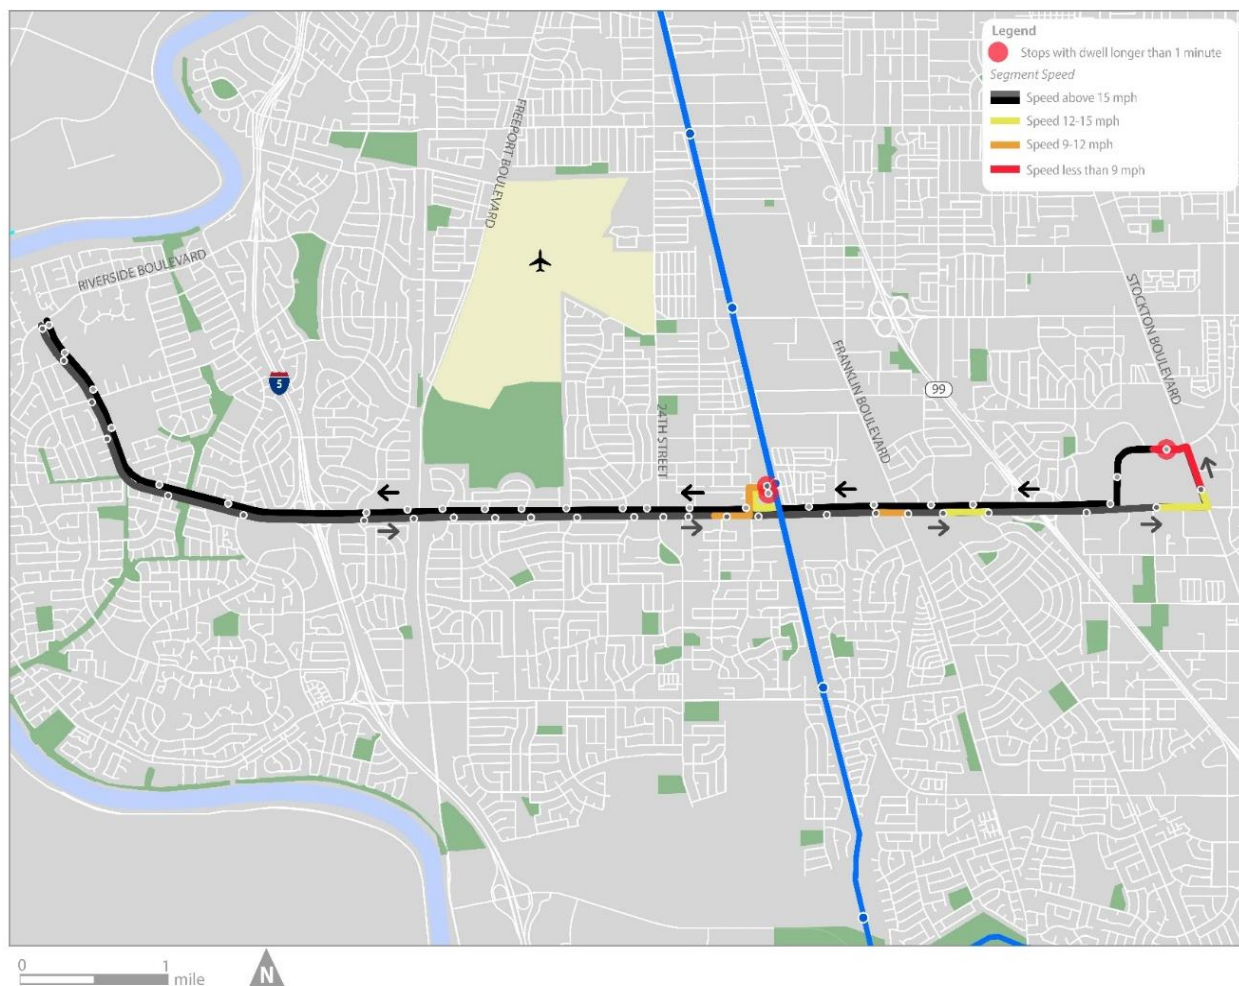 Legend
Stops with dwell longer than 1 minute
Segment Speed
Speed above 15 mph
Speed 12-15 mph
Speed 9-12 mph
Speed less than 9 mph
FREEPORT BOULEVARD
RIVERSIDE BOULEVARD
STOCKTON BOULEVARD
FRANKLIN BOULEVARD
5
99
24TH STREET
0 1
mile
N